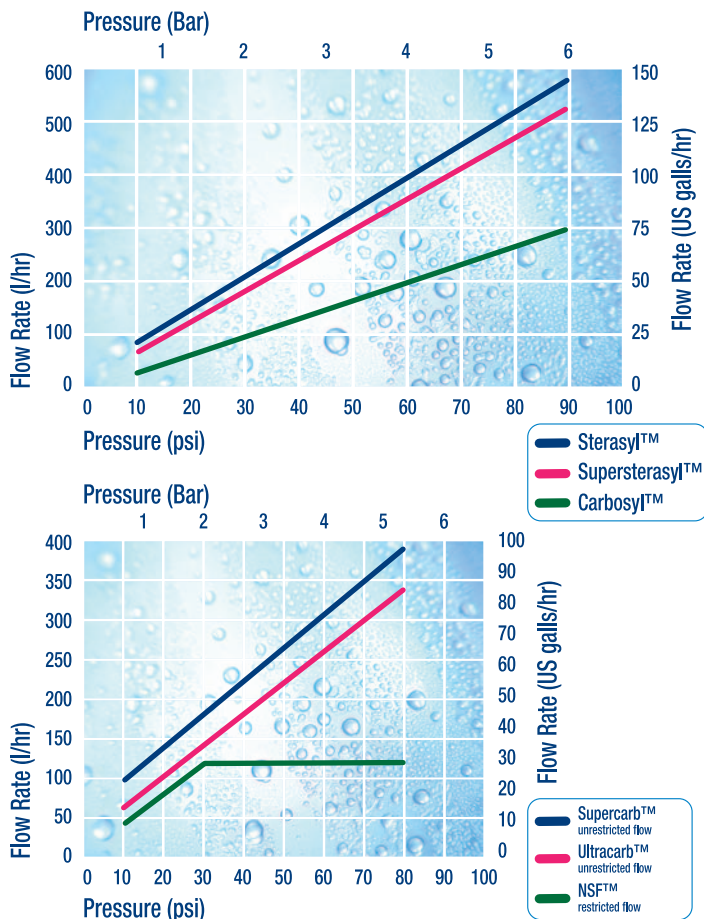 Pressure (Bar)
1 2 3 4 5 6
600
500
400
300
200
100
0
Flow Rate (l/hr)
150
125
100
75
50
25
0
Flow Rate (US galls/hr)
0 10 20 30 40 50 60 70 80 90 100
Pressure (psi)
Sterasyl™
Supersterasyl™
Carbosyl™
Pressure (Bar)
1 2 3 4 5 6
400
350
300
250
200
150
100
50
0
Flow Rate (l/hr)
100
90
80
70
60
50
40
30
20
10
0
Flow Rate (US galls/hr)
0 10 20 30 40 50 60 70 80 90 100
Pressure (psi)
Supercarb™
unrestricted flow
Ultracarb™
unrestricted flow
NSF™
restricted flow